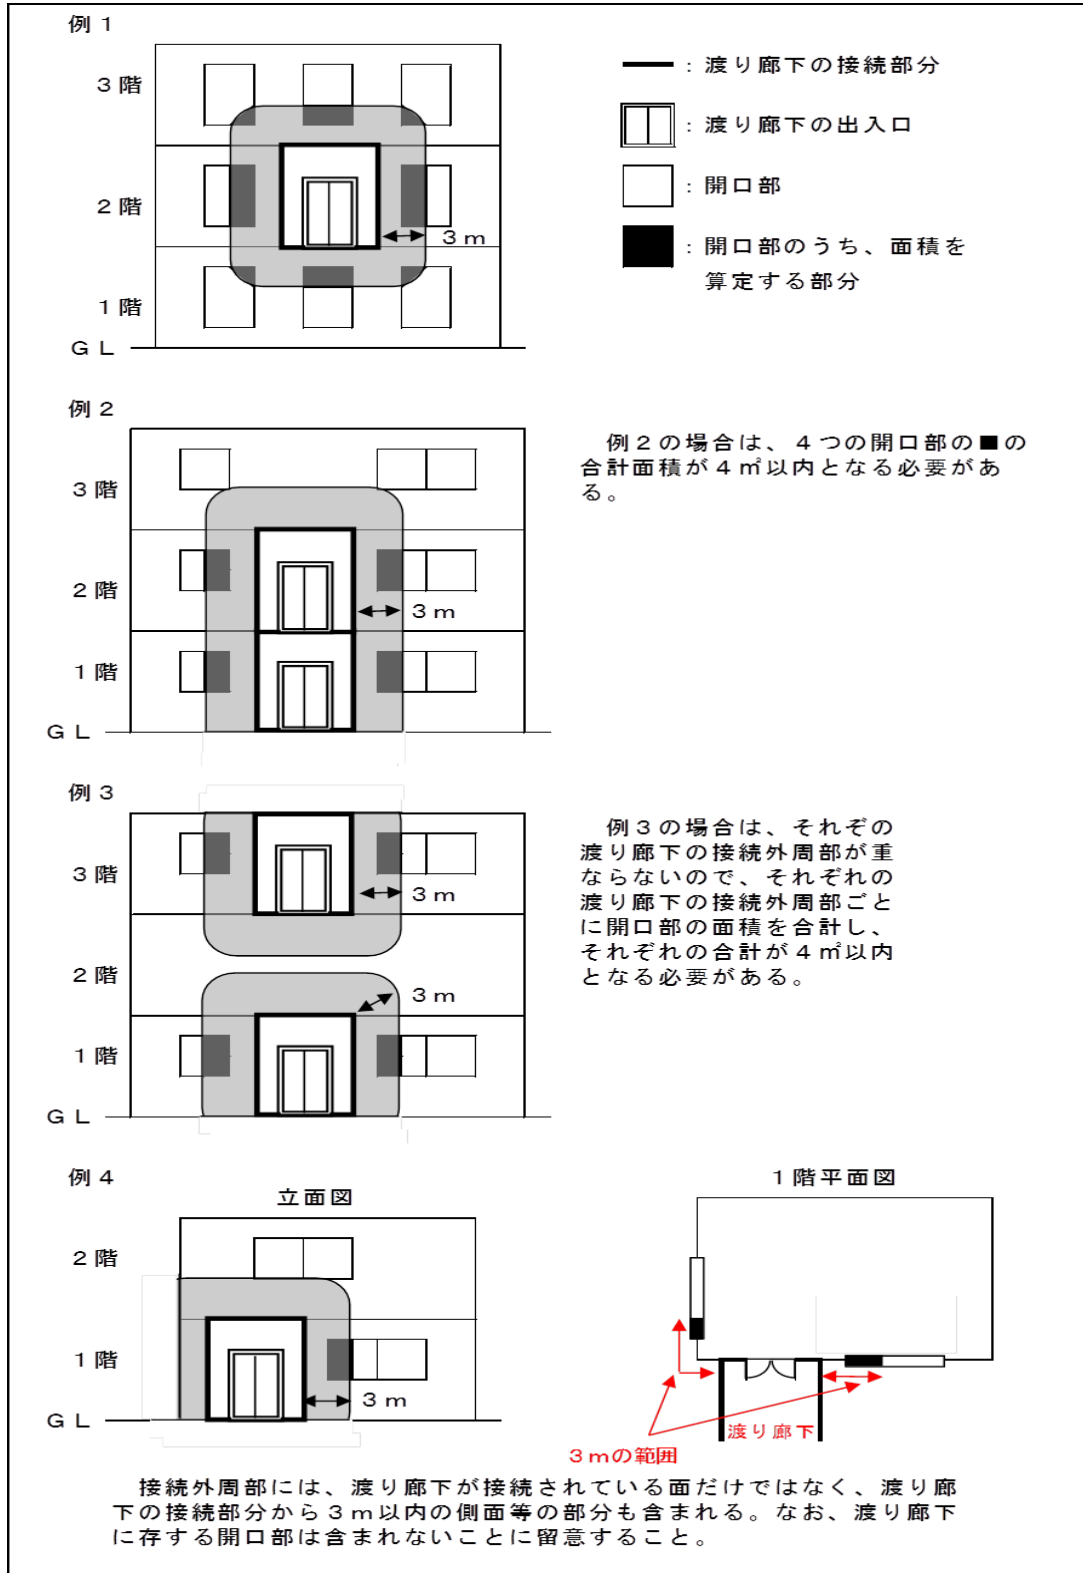 例１
３階
２階
１階
ＧＬ
３ｍ
：渡り廊下の接続部分
：渡り廊下の出入口
：開口部
：開口部のうち、面積を
算定する部分
例２
３階
２階
１階
ＧＬ
３ｍ
例２の場合は、４つの開口部の■の
合計面積が４㎡以内となる必要があ
る。
例３
３階
２階
１階
ＧＬ
３ｍ
３ｍ
例３の場合は、それぞの
渡り廊下の接続外周部が重
ならないので、それぞれの
渡り廊下の接続外周部ごと
に開口部の面積を合計し、
それぞれの合計が４㎡以内
となる必要がある。
例４
立面図
２階
１階
ＧＬ
３ｍ
１階平面図
渡り廊下
３ｍの範囲
接続外周部には、渡り廊下が接続されている面だけではなく、渡り廊
下の接続部分から３ｍ以内の側面等の部分も含まれる。なお、渡り廊下
に存する開口部は含まれないことに留意すること。